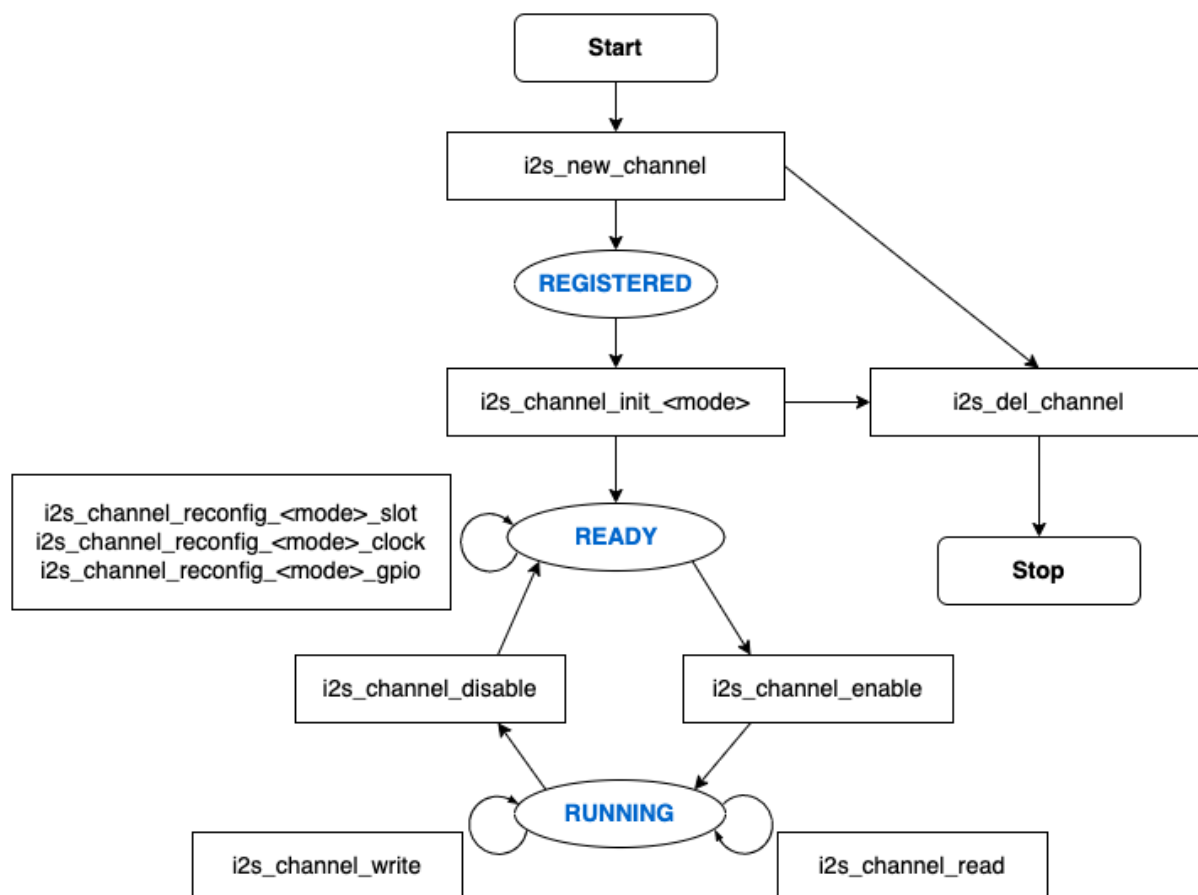 Start
i2s_new_channel
REGISTERED
i2s_channel_init_<mode>
i2s_del_channel
i2s_channel_reconfig_<mode>_slot
i2s_channel_reconfig_<mode>_clock
i2s_channel_reconfig_<mode>_gpio
READY
Stop
i2s_channel_disable
i2s_channel_enable
RUNNING
i2s_channel_write
i2s_channel_read